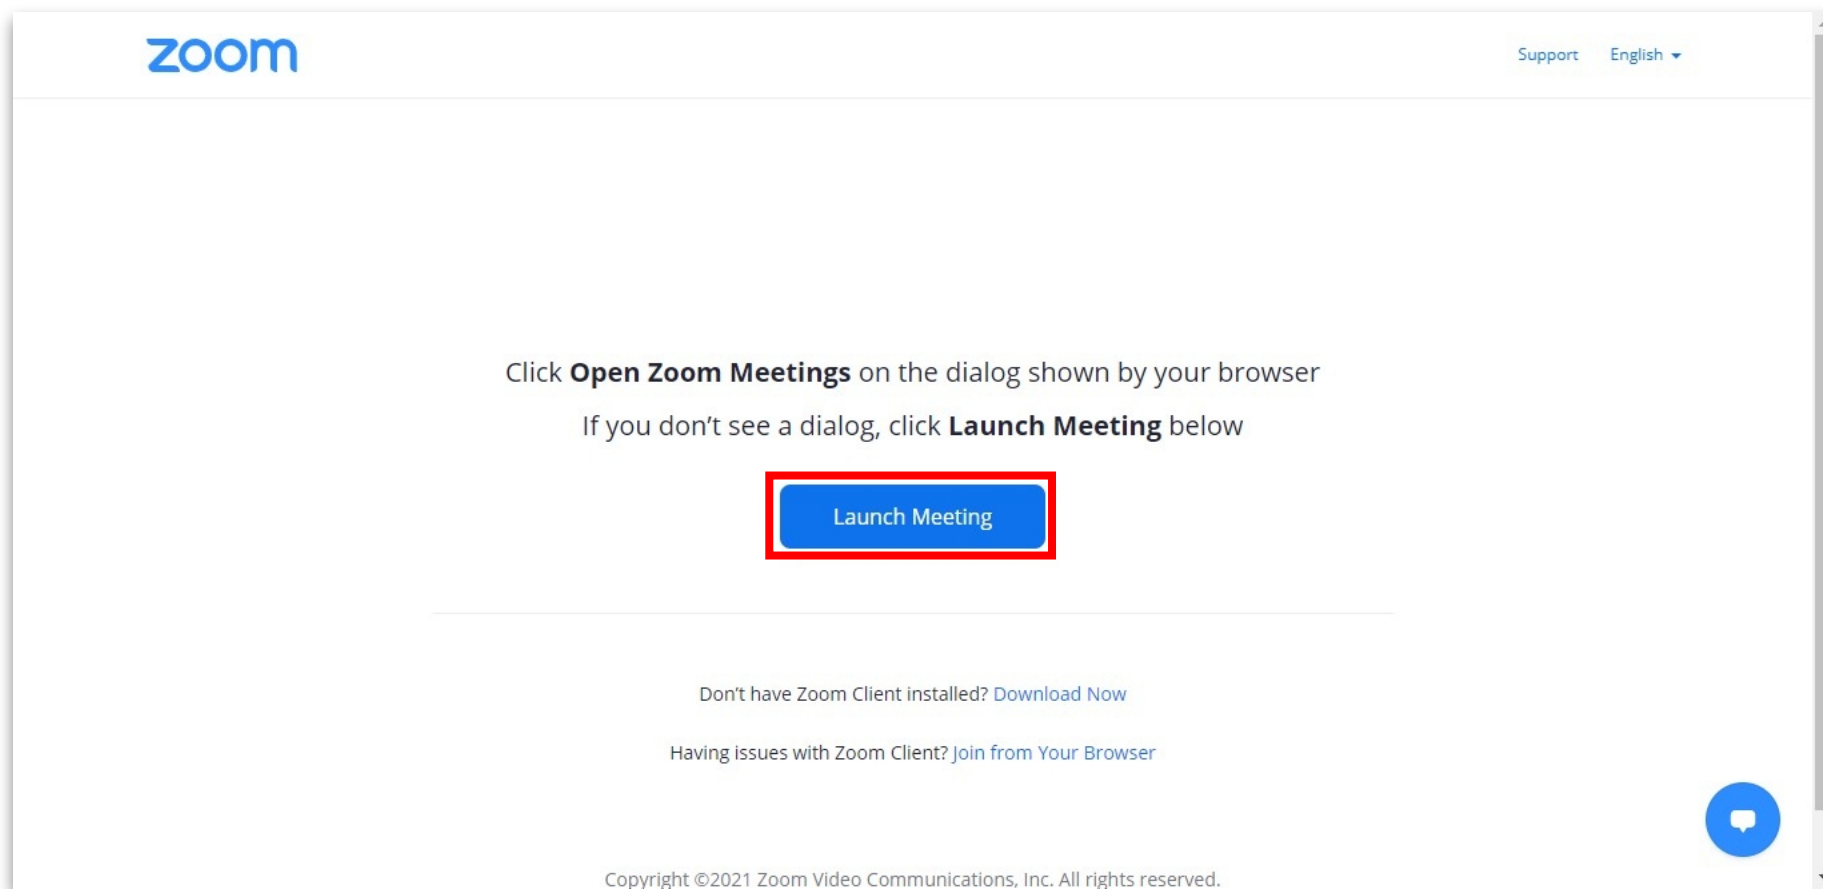 zoom
Support English
Click Open Zoom Meetings on the dialog shown by your browser
If you don’t see a dialog, click Launch Meeting below
Launch Meeting
Don’t have Zoom Client installed? Download Now
Having issues with Zoom Client? Join from Your Browser
Copyright ©2021 Zoom Video Communications, Inc. All rights reserved.